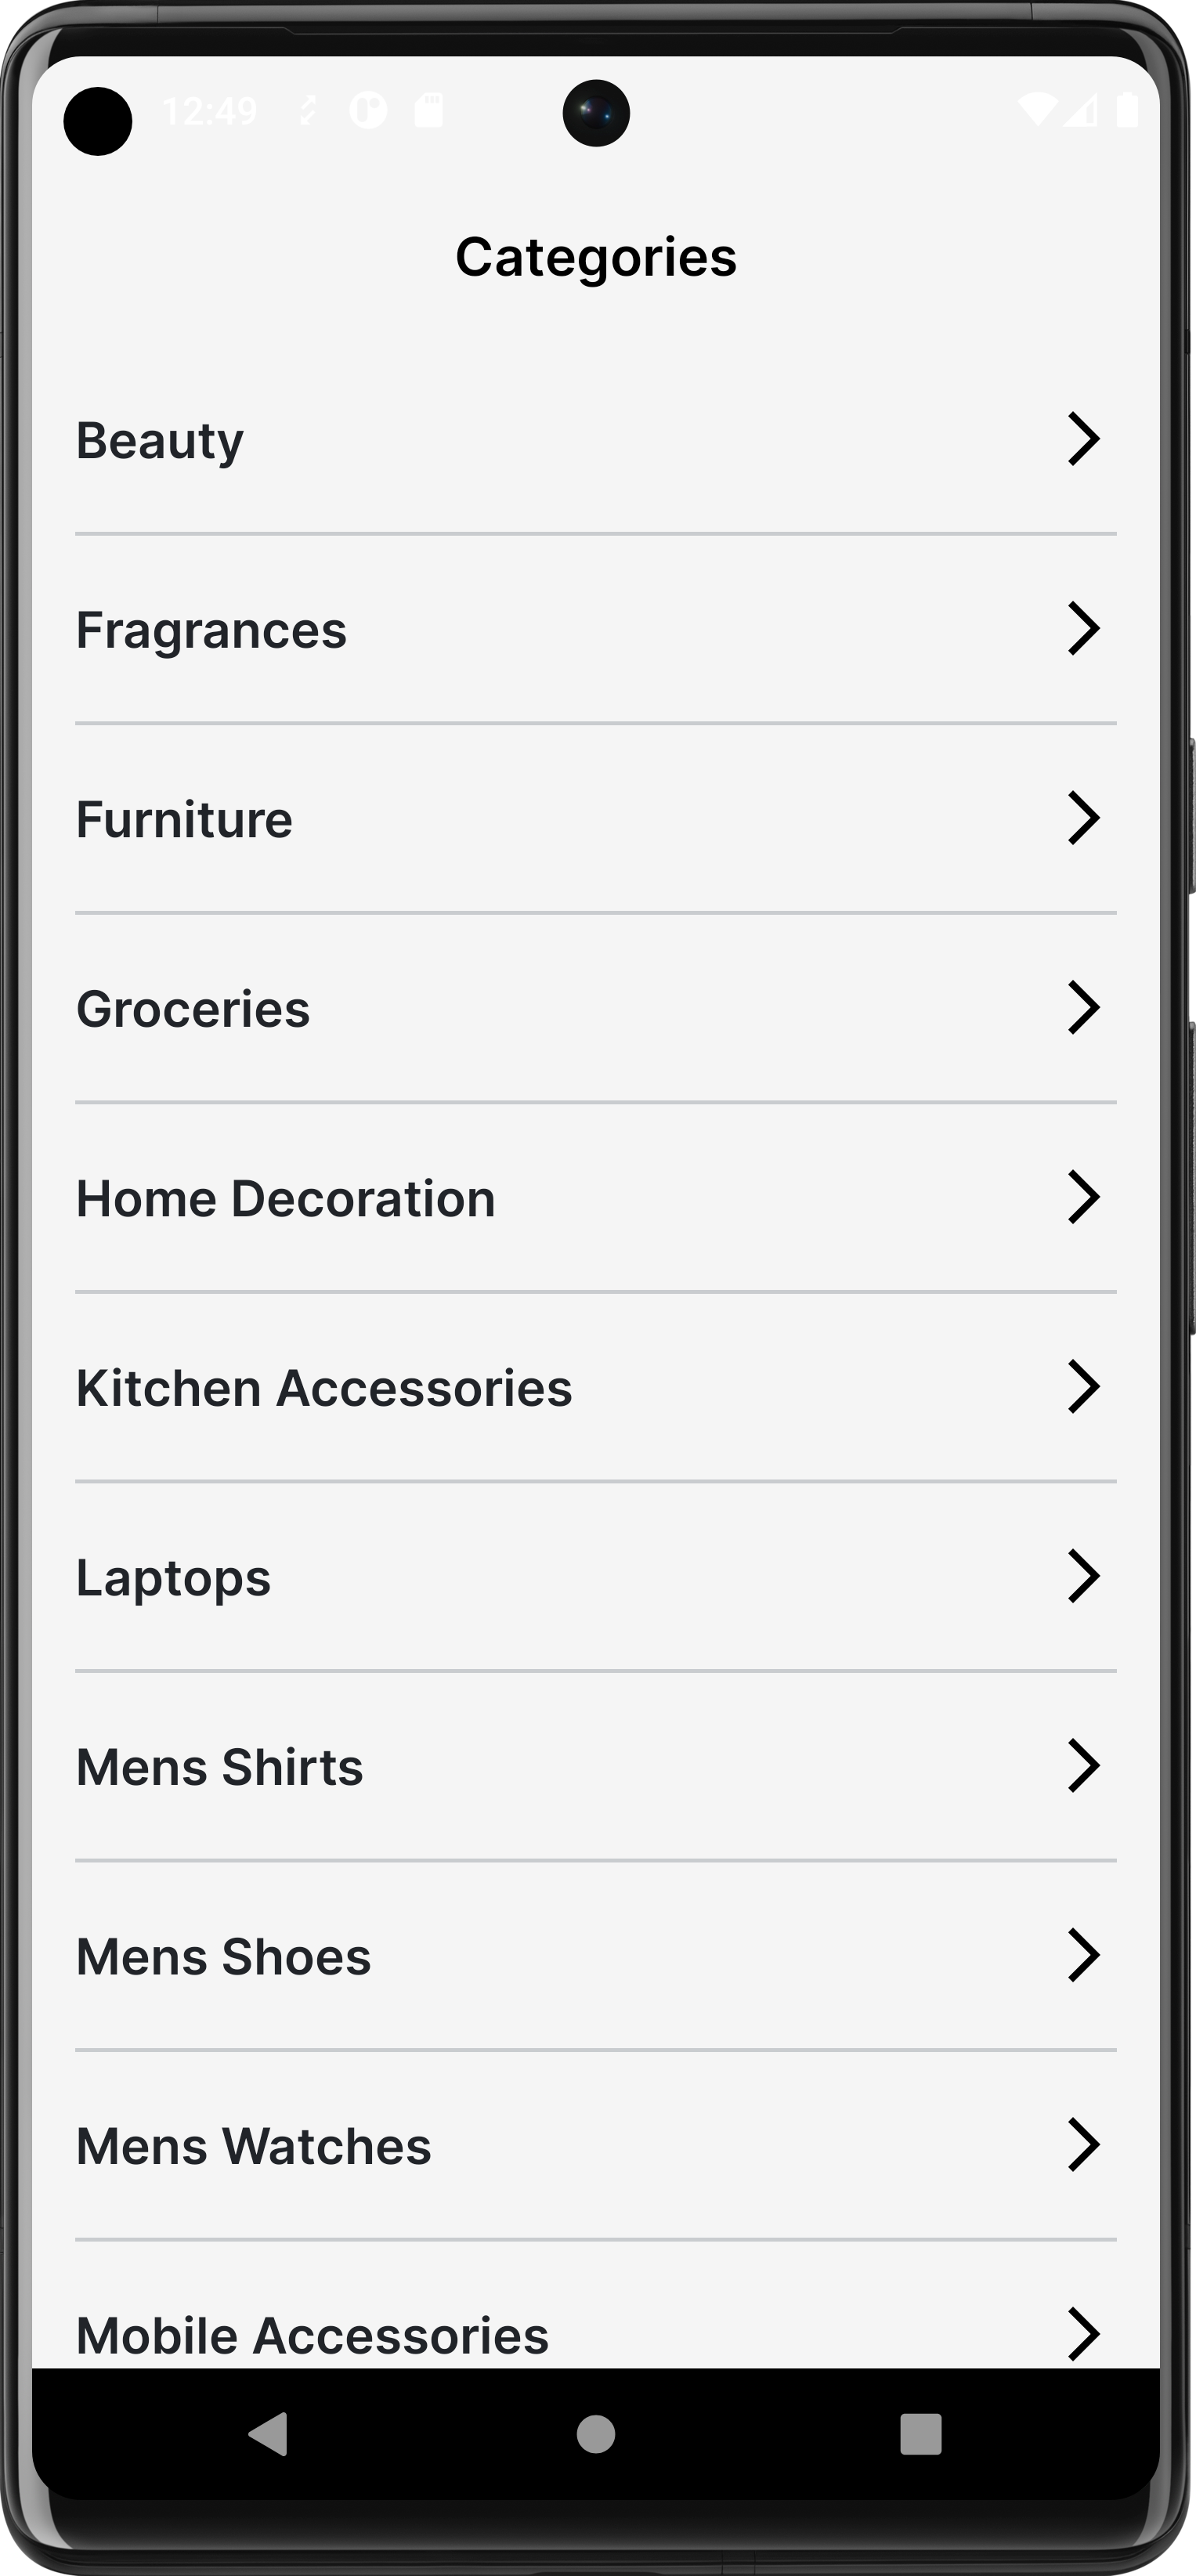 12:49
Categories
Beauty
Fragrances
Furniture
Groceries
Home Decoration
Kitchen Accessories
Laptops
Mens Shirts
Mens Shoes
Mens Watches
Mobile Accessories